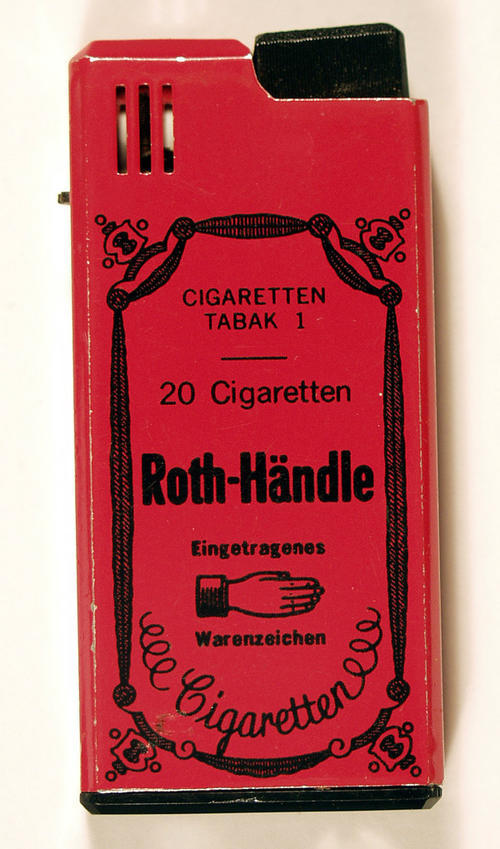 CIGARETTEN
TABAK 1
20 Cigaretten
Roth-Händle
Eingetragenes
Warenzeichen
Cigaretten